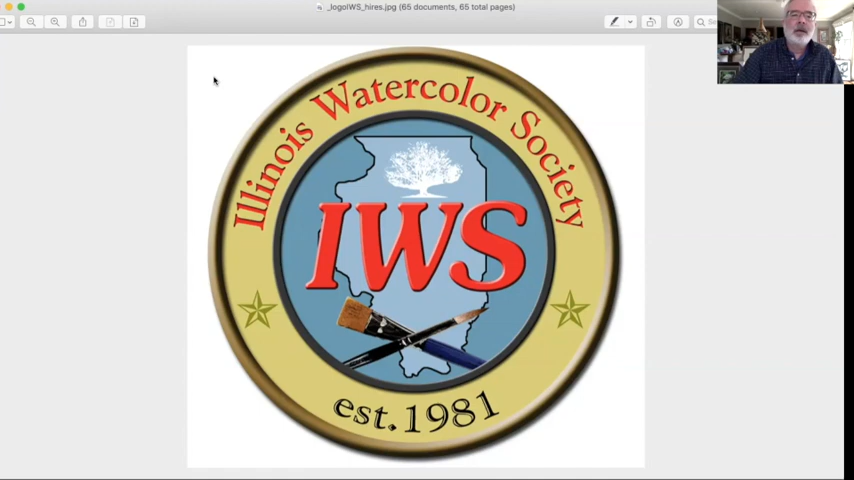 _logoIWS_hires.jpg (65 documents, 65 total pages)
Illinois Watercolor Society
IWS
est. 1981